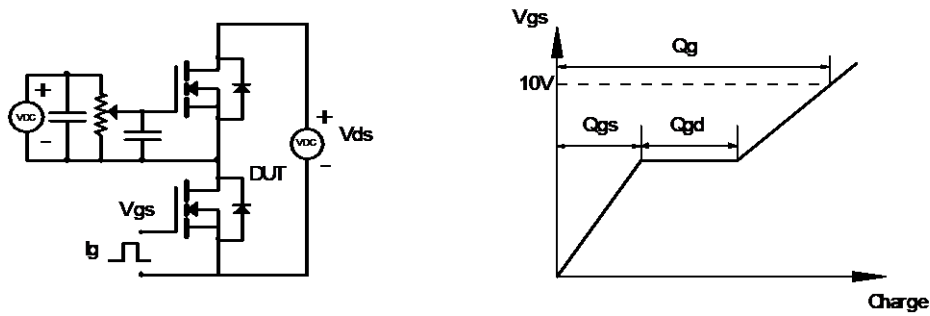 +
VDC
-
+
VDC
-
Vds
DUT
Vgs
Ig
Vgs
Qg
10V
Qgs
Qgd
Charge